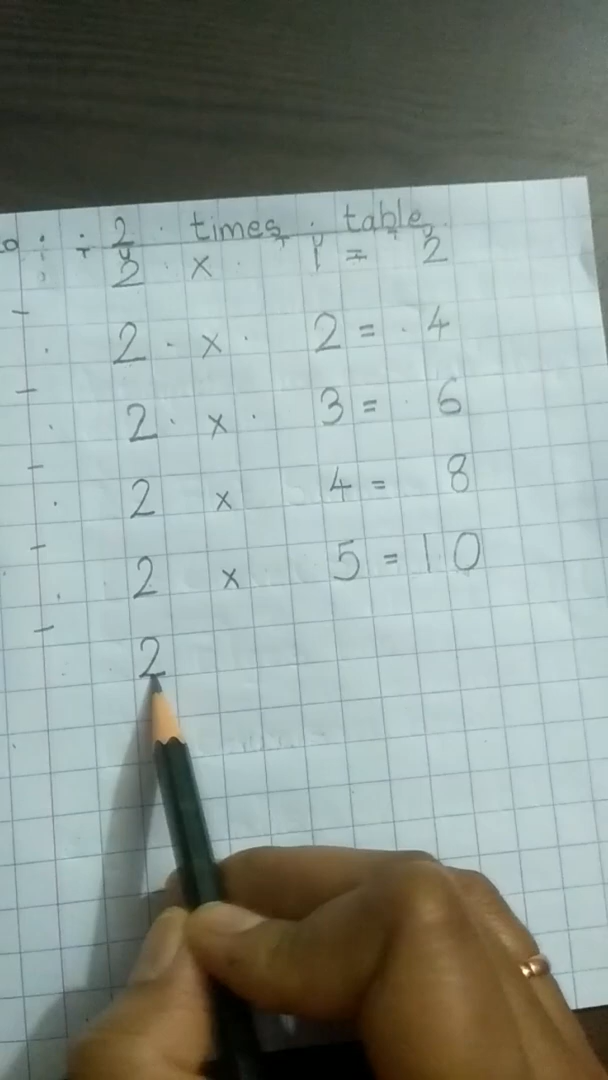 2 times table
2 x 1 = 2
2 x 2 = 4
2 x 3 = 6
2 x 4 = 8
2 x 5 = 10
2